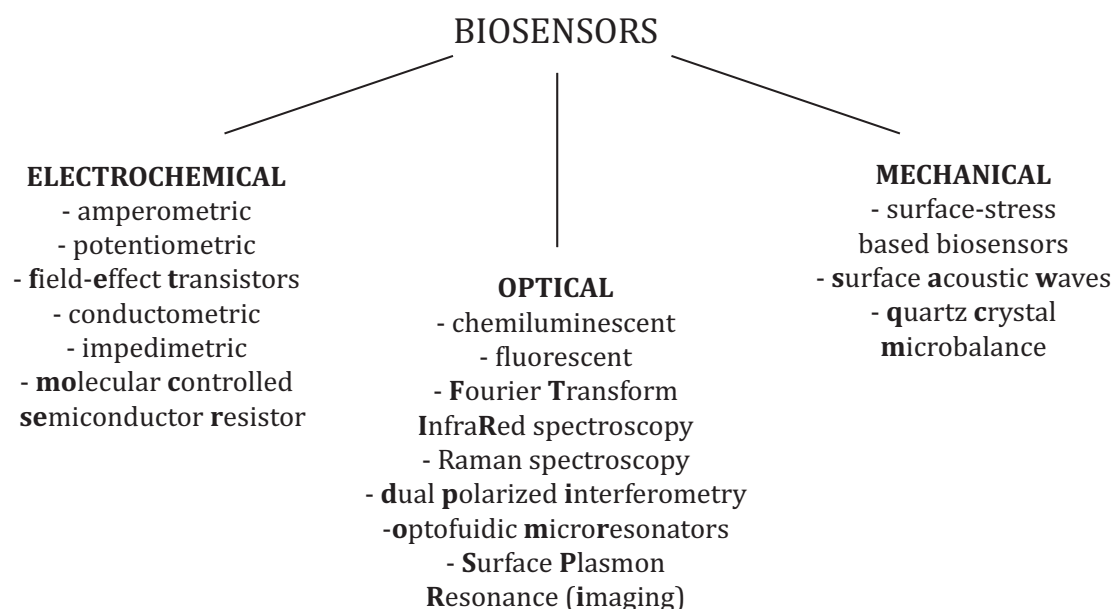 BIOSENSORS
ELECTROCHEMICAL
- amperometric
- potentiometric
- field-effect transistors
- conductometric
- impedimetric
- molecular controlled
semiconductor resistor
OPTICAL
- chemiluminescent
- fluorescent
- Fourier Transform
InfraRed spectroscopy
- Raman spectroscopy
- dual polarized interferometry
-optofuidic microresonators
- Surface Plasmon
Resonance (imaging)
MECHANICAL
- surface-stress
based biosensors
- surface acoustic waves
- quartz crystal
microbalance